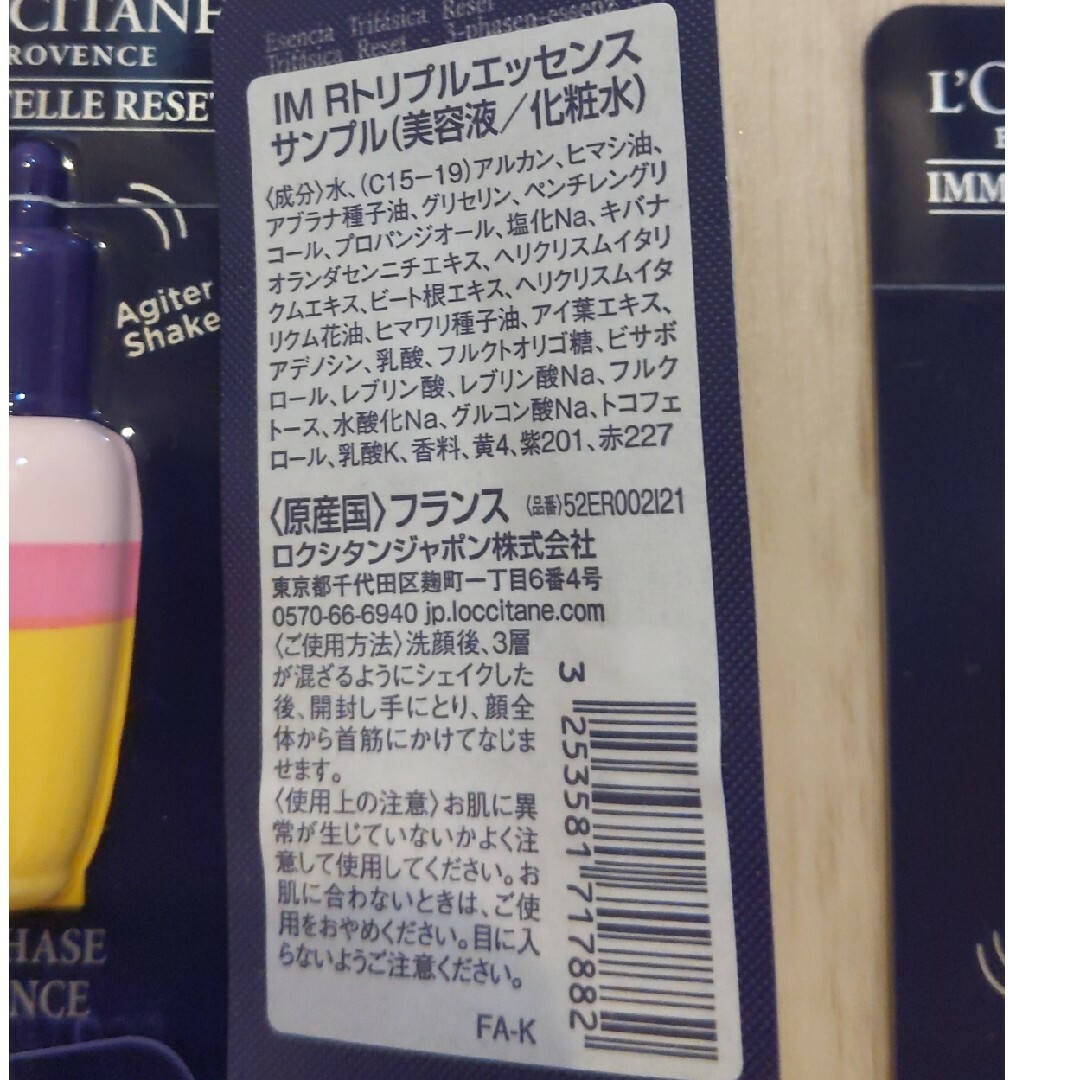 CCITANE
ROVENCE
ELLE RESET
Agiter
Shake
HASE
NCE
Esencia Trifásica Reset
Trifásica Reset - 3-phasen-essenz
IM Rトリプルエッセンス
サンプル(美容液/化粧水)
〈成分〉水、(C15-19)アルカン、ヒマシ油、
アブラナ種子油、グリセリン、ペンチレングリ
コール、プロパンジオール、塩化Na、キバナ
オランダセンニチエキス、ヘリクリスムイタリ
クムエキス、ビート根エキス、ヘリクリスムイタ
リクム花油、ヒマワリ種子油、アイ葉エキス、
アデノシン、乳酸、フルクトオリゴ糖、ビサボ
ロール、レブリン酸、レブリン酸Na、フルク
トース、水酸化Na、グルコン酸Na、トコフェ
ロール、乳酸K、香料、黄4、紫201、赤227
〈原産国〉フランス 〈品番〉52ER002I21
ロクシタンジャポン株式会社
東京都千代田区麹町一丁目6番4号
0570-66-6940 jp.loccitane.com
〈ご使用方法〉洗顔後、3層
が混ざるようにシェイクした
後、開封し手にとり、顔全
体から首筋にかけてなじま
せます。
〈使用上の注意〉お肌に異
常が生じていないかよく注
意して使用してください。お
肌に合わないときは、ご使
用をおやめください。目に入
らないようご注意ください。
FA-K
3 253581 717882
L'O
IMM